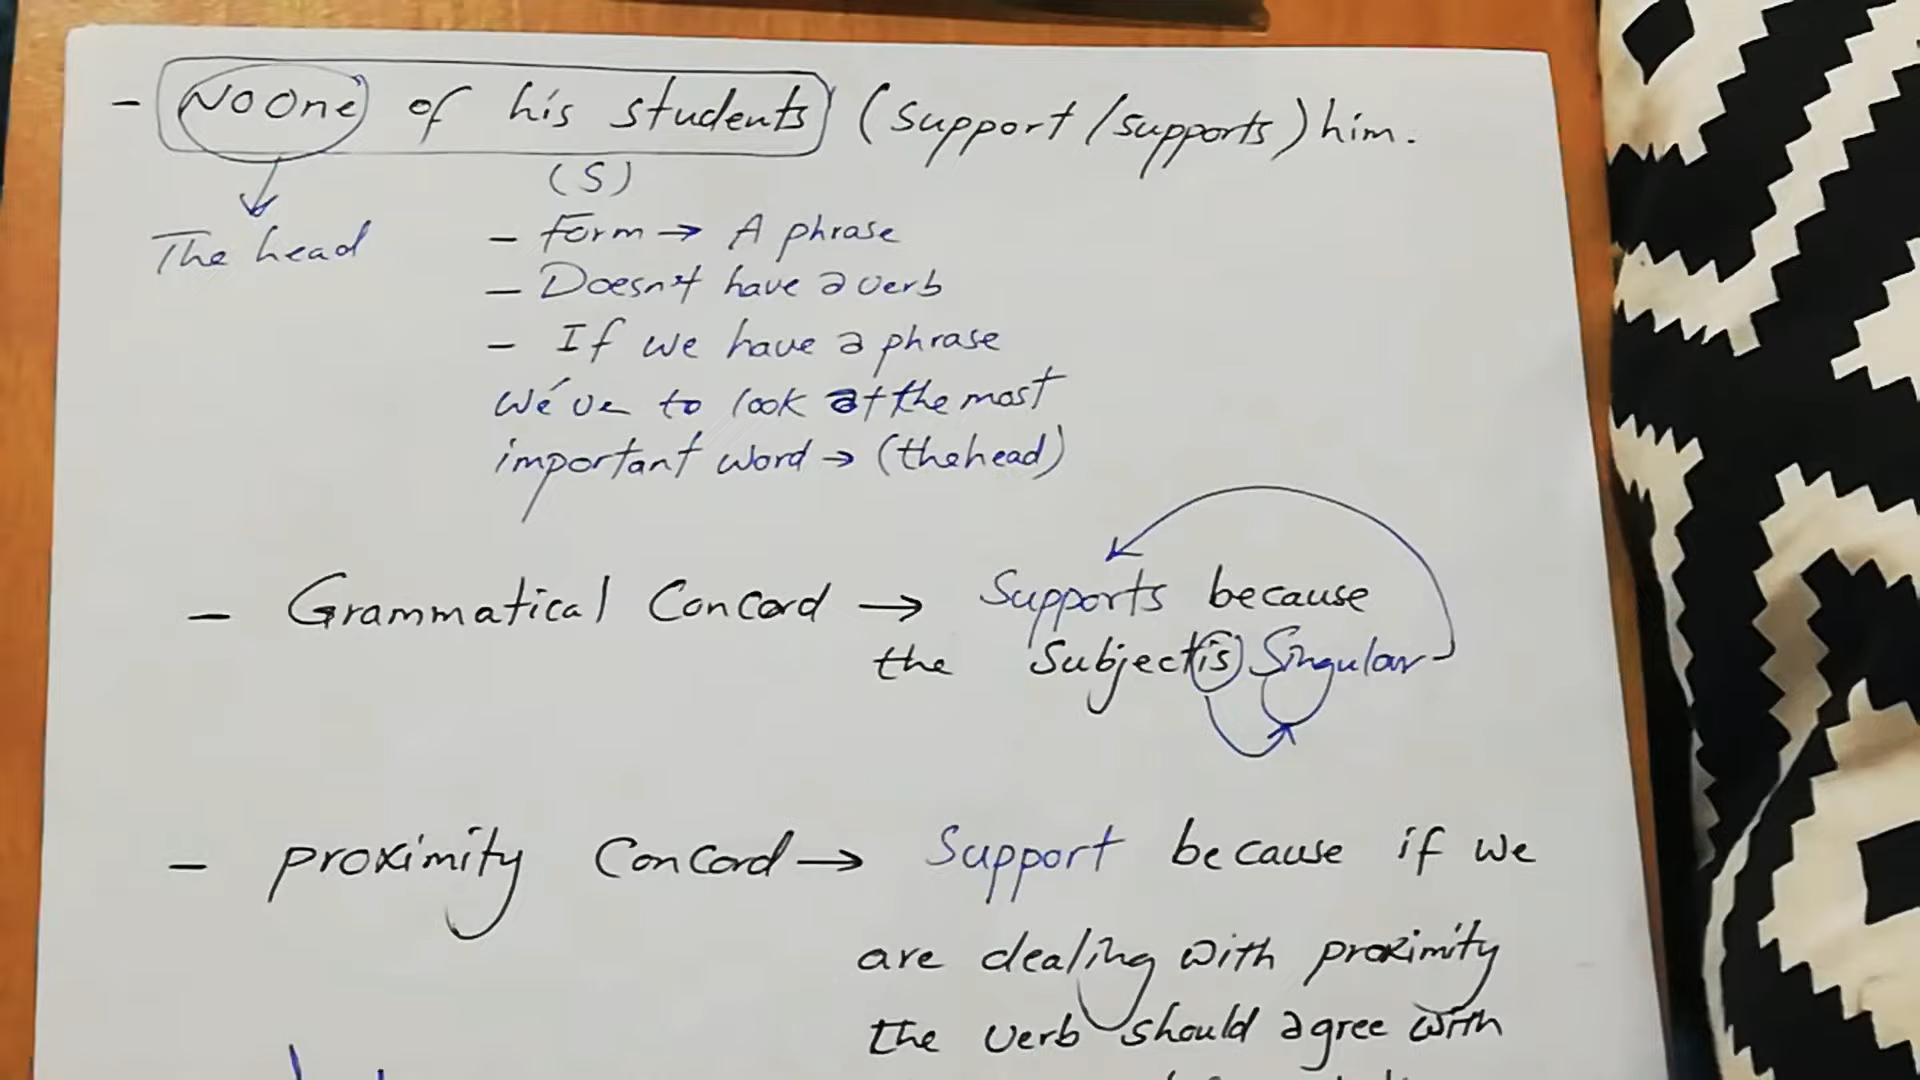 - No One of his students (support/supports) him.
(S)
The head
- Form → A phrase
- Doesn't have a verb
- If we have a phrase
we've to look at the most
important word → (the head)
- Grammatical Concord → Supports because
the subject is Singular
- proximity Concord → Support because if we
are dealing with proximity
the verb should agree with